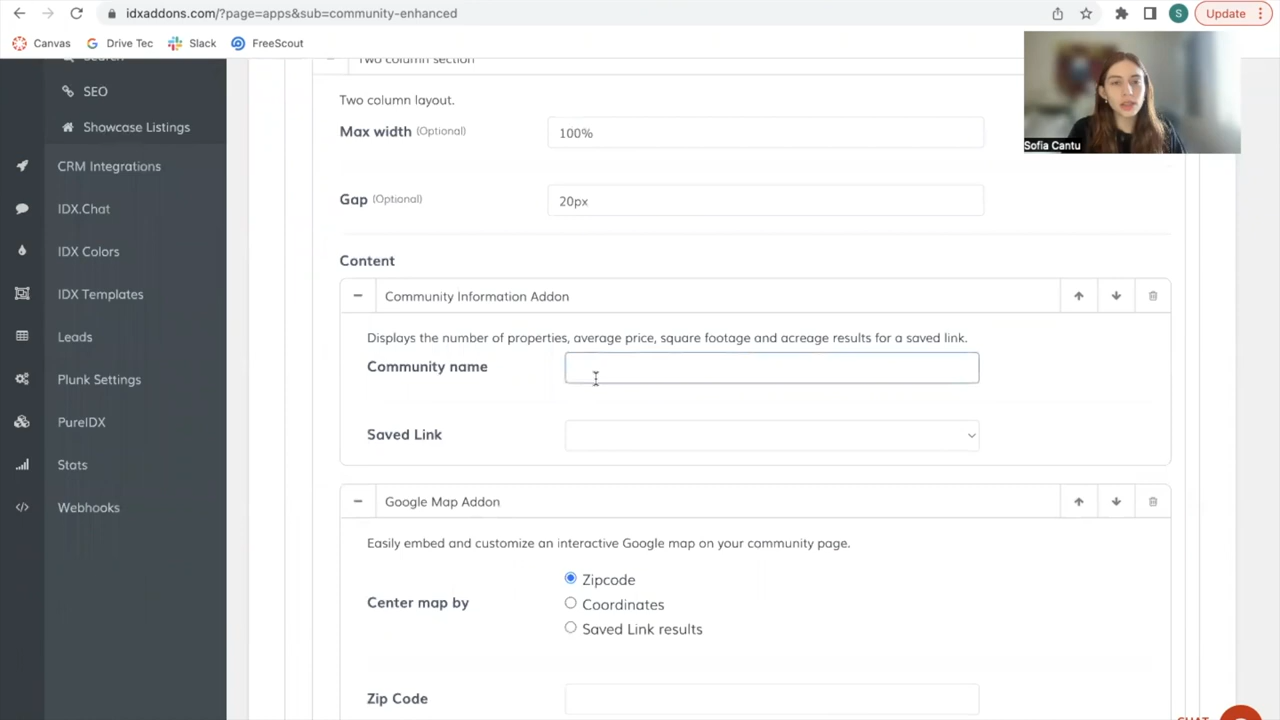 idxaddons.com/?page=apps&sub=community-enhanced
S
Update
Canvas
Drive Tec
Slack
FreeScout
Search
SEO
Showcase Listings
CRM Integrations
IDX.Chat
IDX Colors
IDX Templates
Leads
Plunk Settings
PureIDX
Stats
Webhooks
Two column section
Two column layout.
Max width (Optional)
100%
Gap (Optional)
20px
Content
Community Information Addon
Displays the number of properties, average price, square footage and acreage results for a saved link.
Community name
Saved Link
Google Map Addon
Easily embed and customize an interactive Google map on your community page.
Center map by
Zipcode
Coordinates
Saved Link results
Zip Code
CHAT
Sofia Cantu